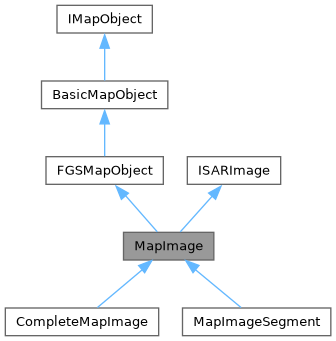 IMapObject
BasicMapObject
FGSMapObject
ISARImage
MapImage
CompleteMapImage
MapImageSegment